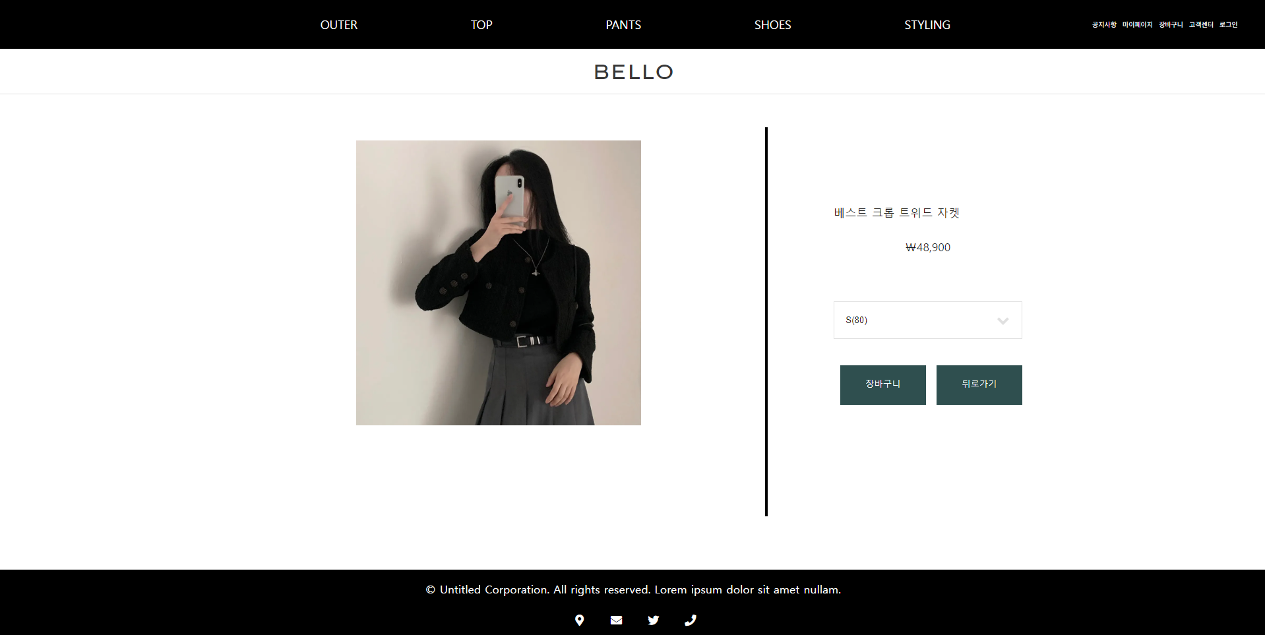 OUTER TOP PANTS SHOES STYLING 공지사항 마이페이지 장바구니 고객센터 로그인
BELLO
베스트 크롭 트위드 자켓
₩48,900
S(80)
장바구니 뒤로가기
© Untitled Corporation. All rights reserved. Lorem ipsum dolor sit amet nullam.